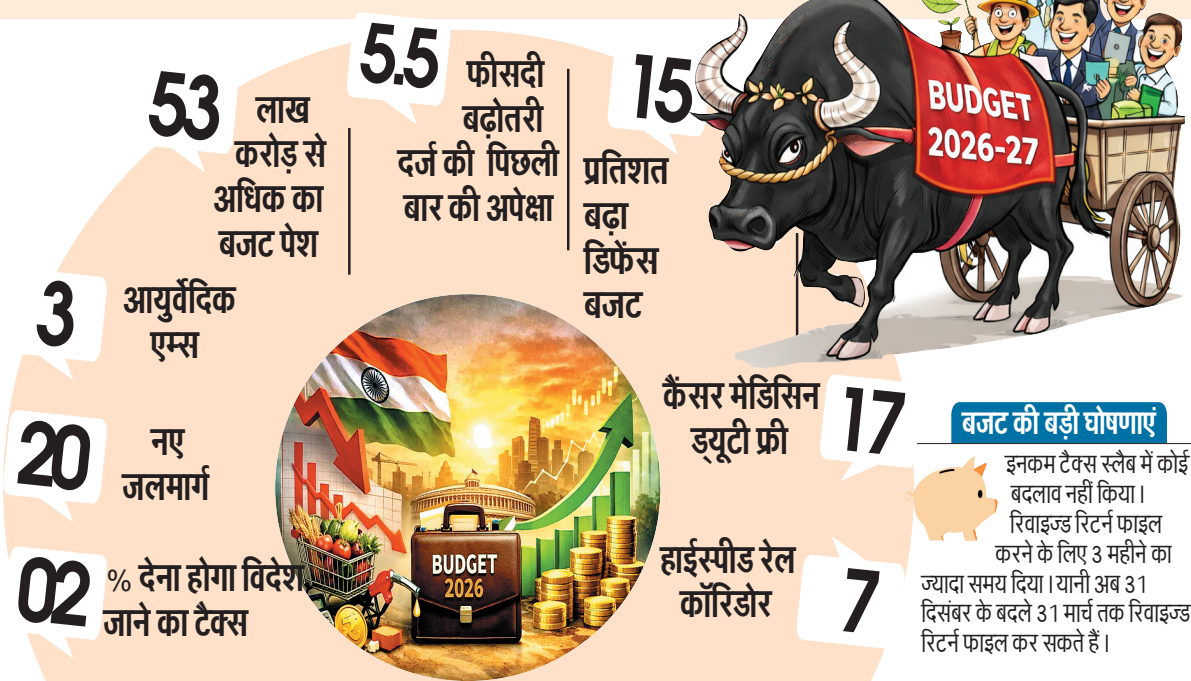 53
लाख
करोड़ से
अधिक का
बजट पेश
5.5
फीसदी
बढ़ोतरी
दर्ज की पिछली
बार की अपेक्षा
15
प्रतिशत
बढ़ा
डिफेंस
बजट
BUDGET
2026-27
3
आयुर्वेदिक
एम्स
20
नए
जलमार्ग
02
% देना होगा विदेश
जाने का टैक्स
BUDGET
2026
कैंसर मेडिसिन
ड्यूटी फ्री
17
हाईस्पीड रेल
कॉरिडोर
7
बजट की बड़ी घोषणाएं
इनकम टैक्स स्लैब में कोई
बदलाव नहीं किया।
रिवाइज्ड रिटर्न फाइल
करने के लिए 3 महीने का
ज्यादा समय दिया। यानी अब 31
दिसंबर के बदले 31 मार्च तक रिवाइज्ड
रिटर्न फाइल कर सकते हैं।